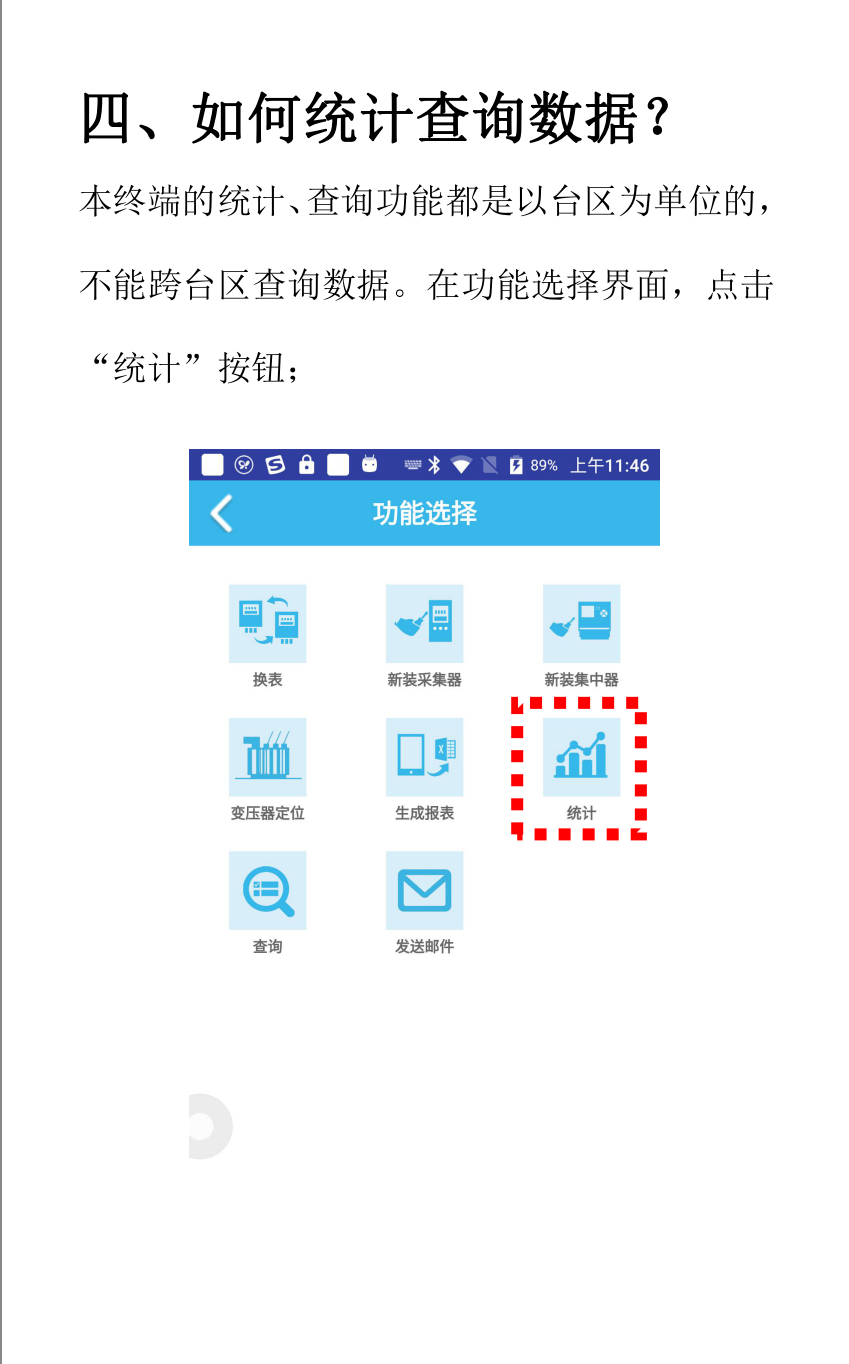 四、如何统计查询数据？
本终端的统计、查询功能都是以台区为单位的，
不能跨台区查询数据。在功能选择界面，点击
“统计”按钮；
89% 上午11:46
功能选择
换表 新装采集器 新装集中器
变压器定位 生成报表 统计
查询 发送邮件